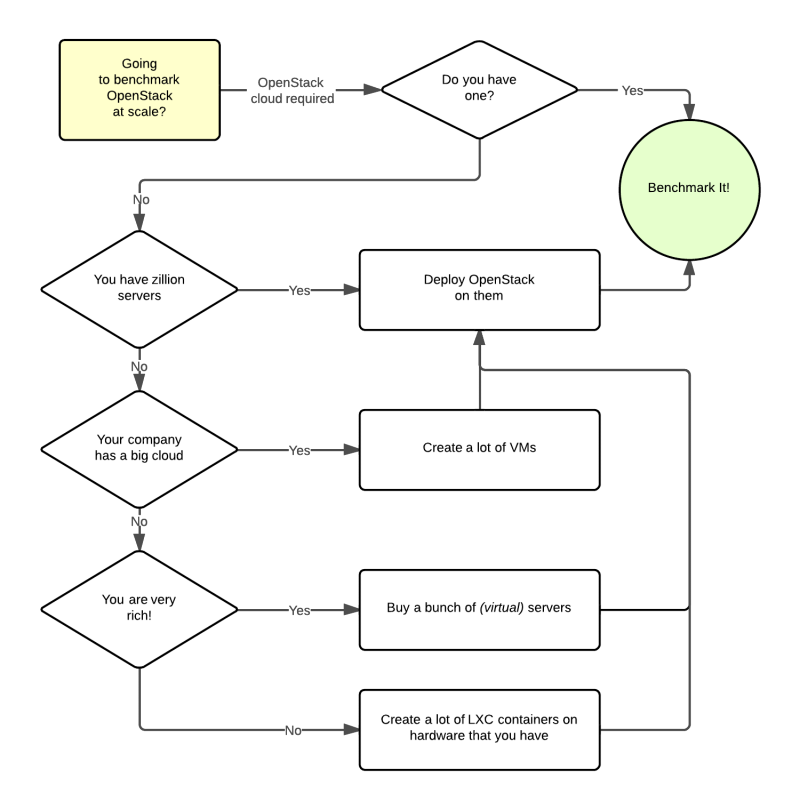 Going
to benchmark
OpenStack
at scale?
OpenStack
cloud required
Do you have
one?
Yes
Benchmark It!
No
You have zillion
servers
Yes
Deploy OpenStack
on them
No
Your company
has a big cloud
Yes
Create a lot of VMs
No
You are very
rich!
Yes
Buy a bunch of (virtual) servers
No
Create a lot of LXC containers on
hardware that you have